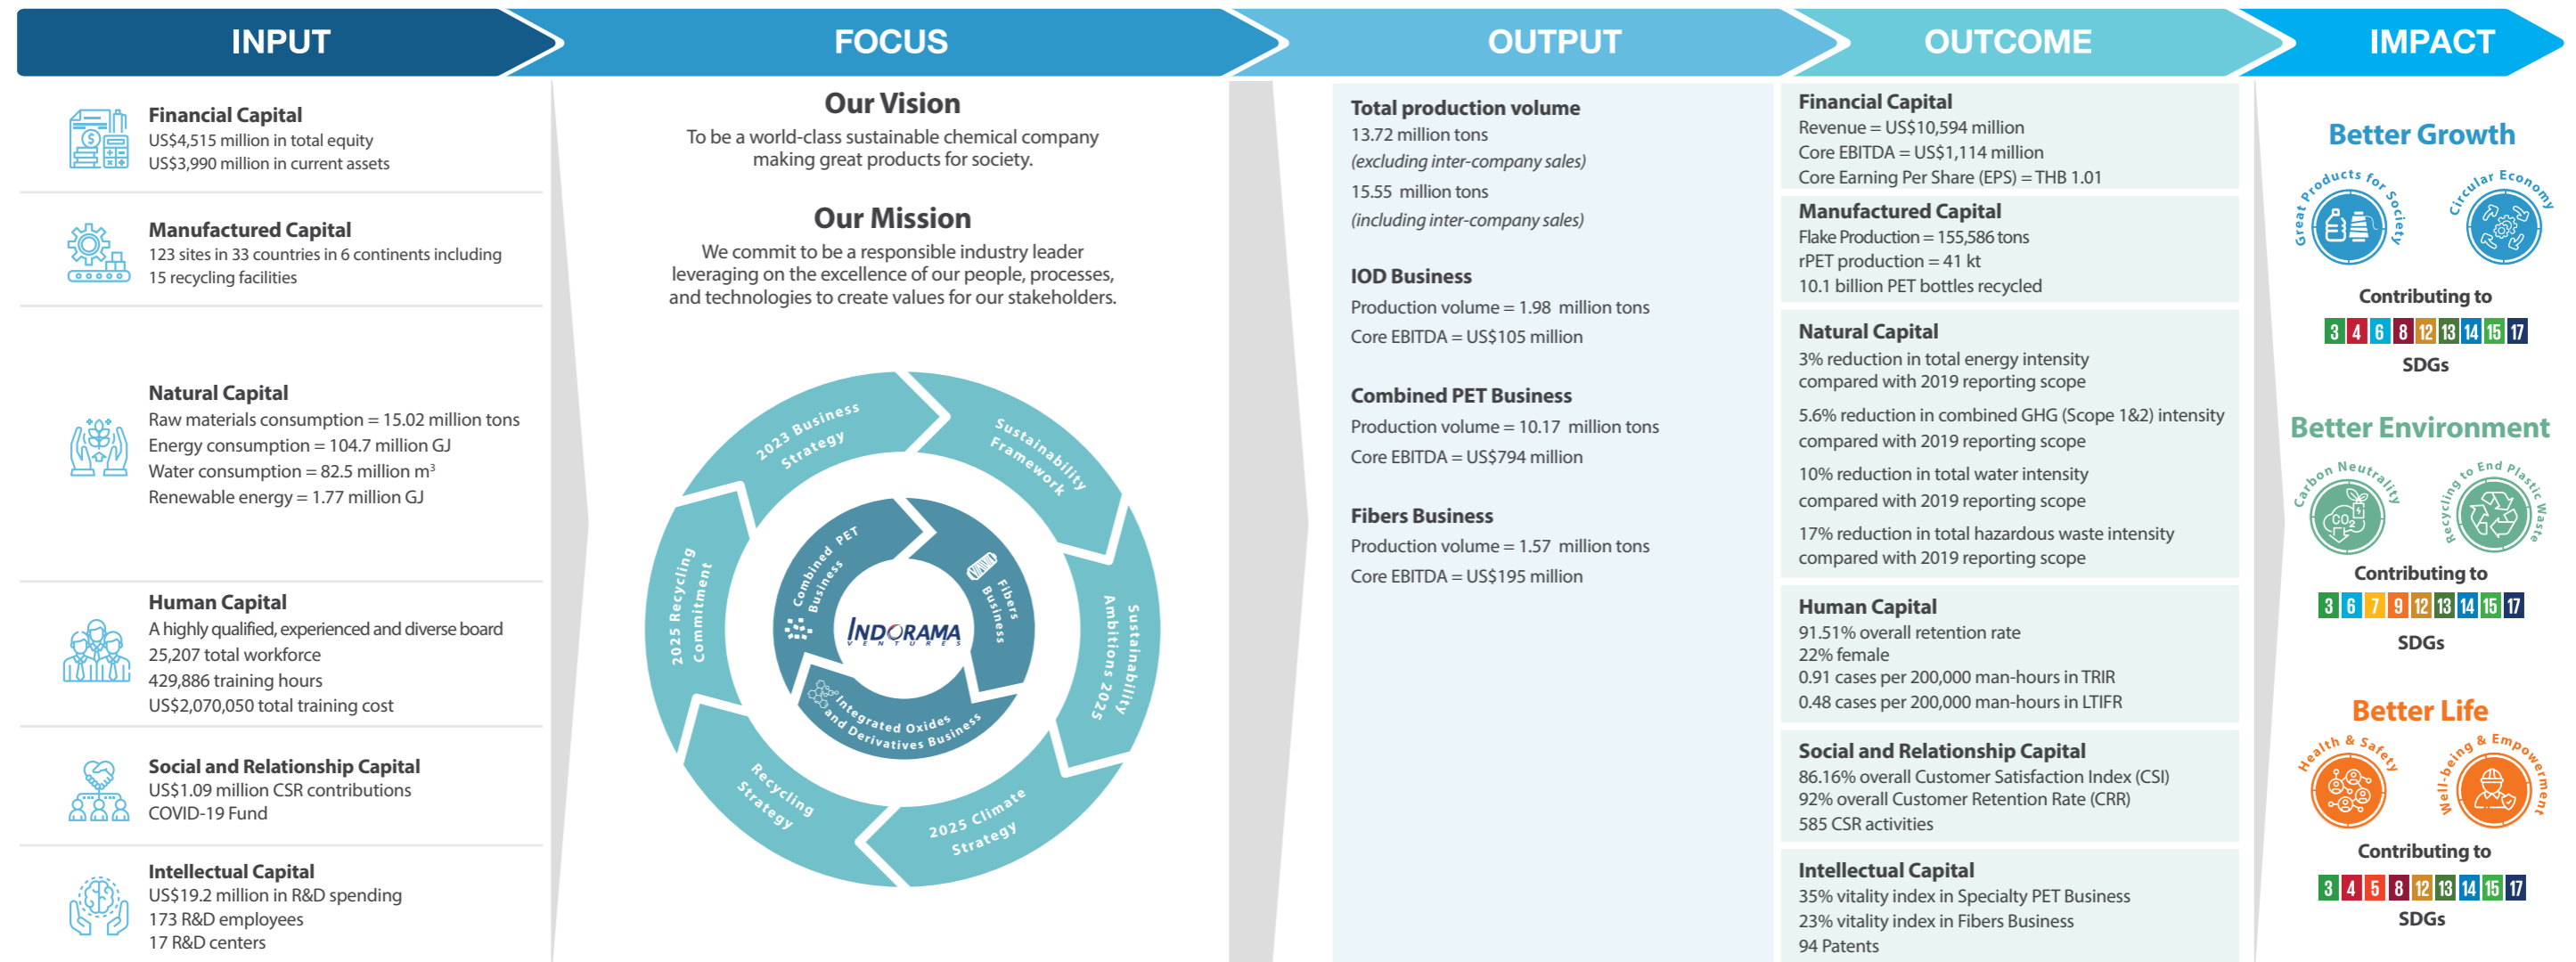 INPUT
FOCUS
OUTPUT
OUTCOME
IMPACT
Financial Capital
US$4,515 million in total equity
US$3,990 million in current assets
Manufactured Capital
123 sites in 33 countries in 6 continents including
15 recycling facilities
Natural Capital
Raw materials consumption = 15.02 million tons
Energy consumption = 104.7 million GJ
Water consumption = 82.5 million m³
Renewable energy = 1.77 million GJ
Human Capital
A highly qualified, experienced and diverse board
25,207 total workforce
429,886 training hours
US$2,070,050 total training cost
Social and Relationship Capital
US$1.09 million CSR contributions
COVID-19 Fund
Intellectual Capital
US$19.2 million in R&D spending
173 R&D employees
17 R&D centers
Our Vision
To be a world-class sustainable chemical company
making great products for society.
Our Mission
We commit to be a responsible industry leader
leveraging on the excellence of our people, processes,
and technologies to create values for our stakeholders.
2023 Business
Strategy
Sustainability
Framework
Sustainability
Ambitions 2025
2025 Climate
Strategy
Recycling
Strategy
2025 Recycling
Commitment
Combined PET
Business
Fibers
Business
Integrated Oxides
and Derivatives Business
INDORAMA
VENTURES
Total production volume
13.72 million tons
(excluding inter-company sales)
15.55 million tons
(including inter-company sales)
IOD Business
Production volume = 1.98 million tons
Core EBITDA = US$105 million
Combined PET Business
Production volume = 10.17 million tons
Core EBITDA = US$794 million
Fibers Business
Production volume = 1.57 million tons
Core EBITDA = US$195 million
Financial Capital
Revenue = US$10,594 million
Core EBITDA = US$1,114 million
Core Earning Per Share (EPS) = THB 1.01
Manufactured Capital
Flake Production = 155,586 tons
rPET production = 41 kt
10.1 billion PET bottles recycled
Natural Capital
3% reduction in total energy intensity
compared with 2019 reporting scope
5.6% reduction in combined GHG (Scope 1&2) intensity
compared with 2019 reporting scope
10% reduction in total water intensity
compared with 2019 reporting scope
17% reduction in total hazardous waste intensity
compared with 2019 reporting scope
Human Capital
91.51% overall retention rate
22% female
0.91 cases per 200,000 man-hours in TRIR
0.48 cases per 200,000 man-hours in LTIFR
Social and Relationship Capital
86.16% overall Customer Satisfaction Index (CSI)
92% overall Customer Retention Rate (CRR)
585 CSR activities
Intellectual Capital
35% vitality index in Specialty PET Business
23% vitality index in Fibers Business
94 Patents
Better Growth
Great Products for Society
Circular Economy
Contributing to
3 4 6 8 12 13 14 15 17
SDGs
Better Environment
Carbon Neutrality
CO2
Recycling to End Plastic Waste
Contributing to
3 6 7 9 12 13 14 15 17
SDGs
Better Life
Health & Safety
Well-being & Empowerment
Contributing to
3 4 5 8 12 13 14 15 17
SDGs